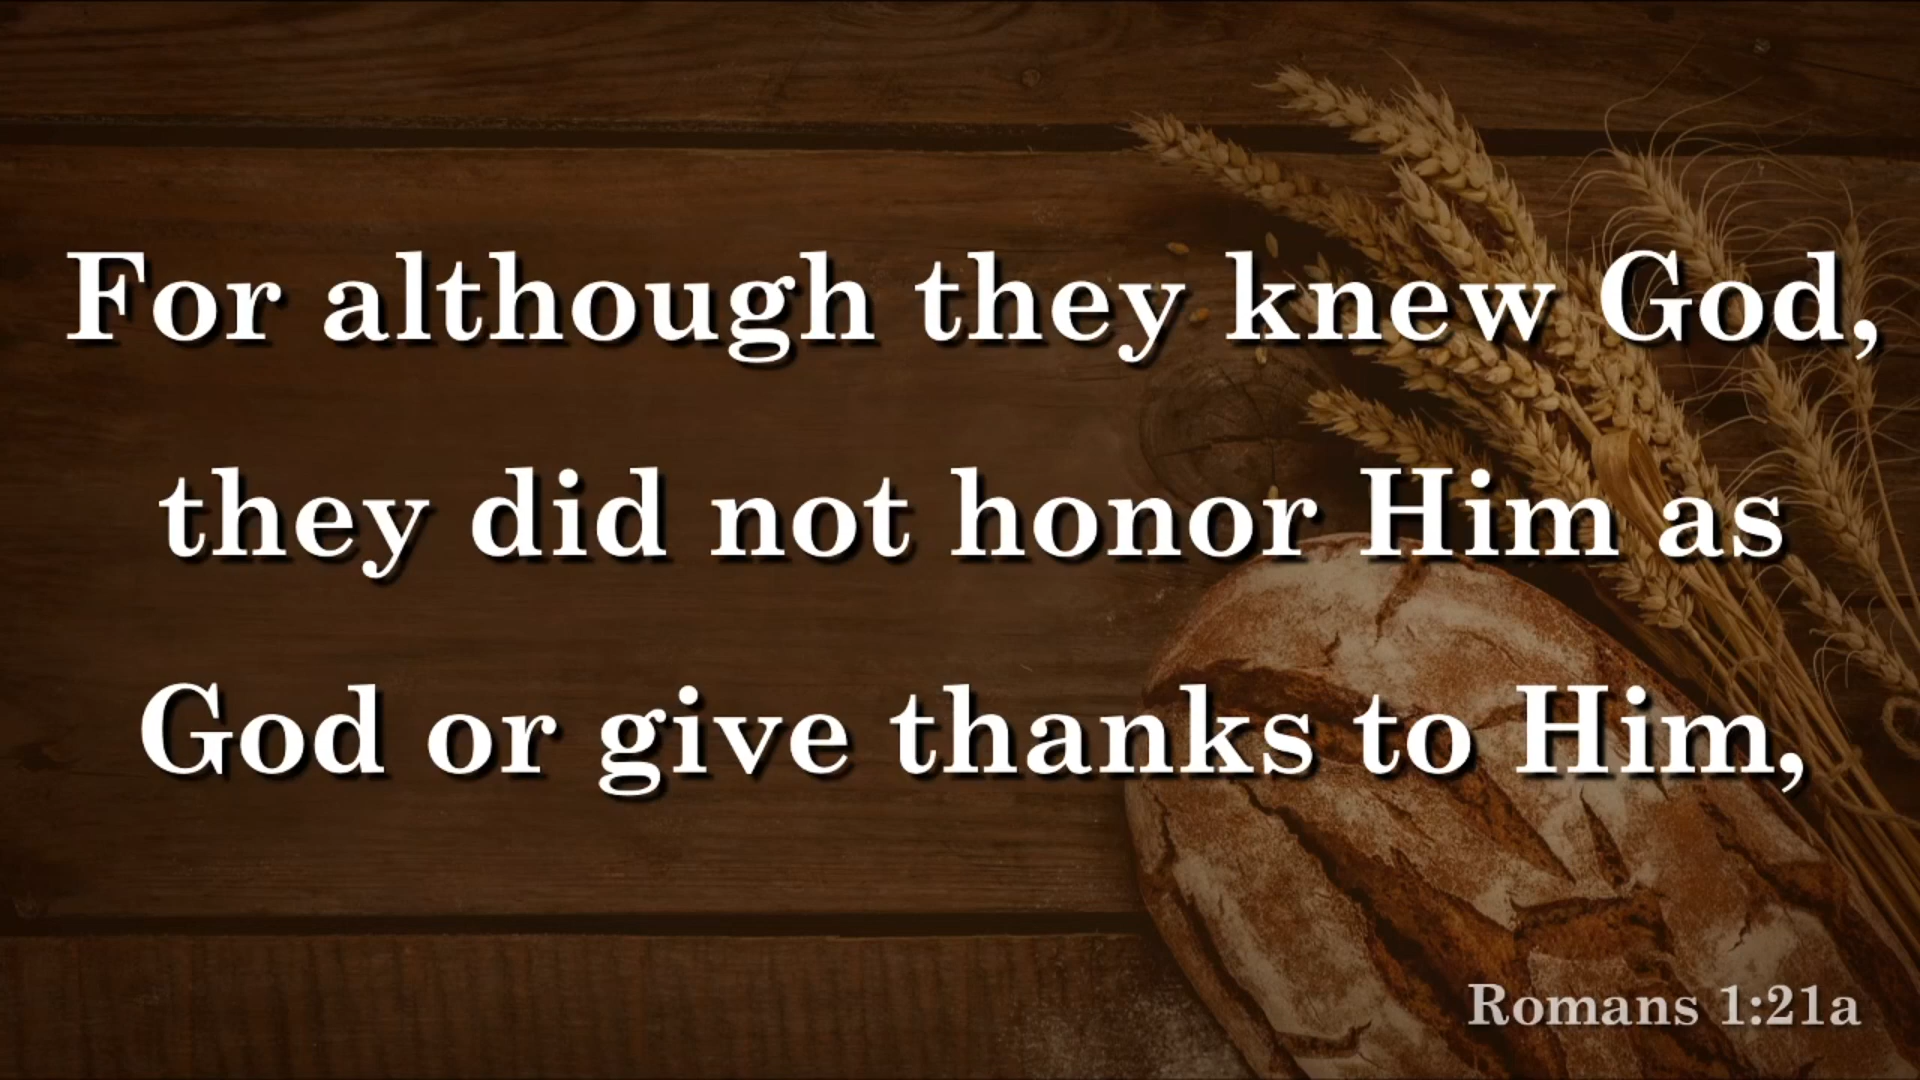 For although they knew God,
they did not honor Him as
God or give thanks to Him,
Romans 1:21a